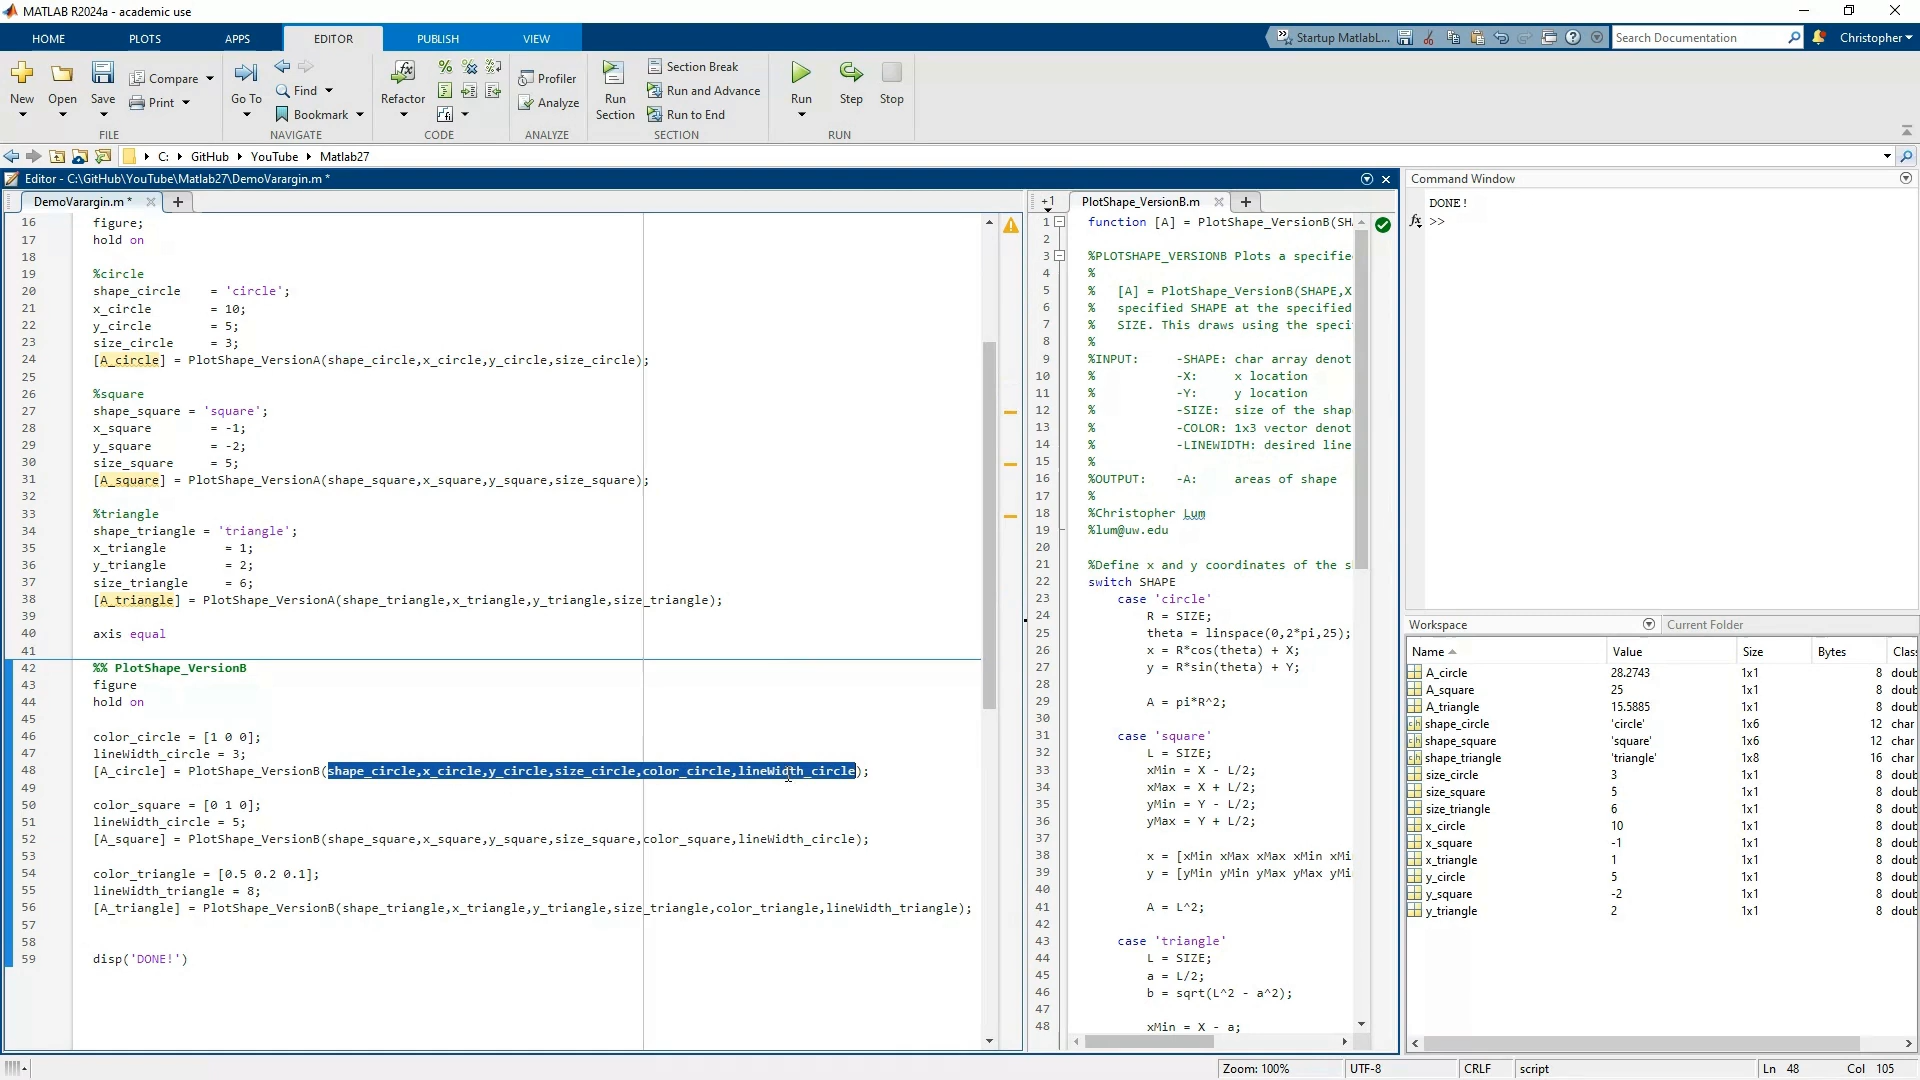 MATLAB R2024a - academic use
HOME PLOTS APPS EDITOR PUBLISH VIEW
Startup MatlabL... Search Documentation Christopher
New Open Save Compare Print
FILE
Go To Find Bookmark
NAVIGATE
Refactor
CODE
Profiler Analyze
ANALYZE
Run Section Section Break Run and Advance Run to End
SECTION
Run Step Stop
RUN
C: GitHub YouTube Matlab27
Editor - C:\GitHub\YouTube\Matlab27\DemoVarargin.m *
DemoVarargin.m *
16 figure;
17 hold on
18
19 %circle
20 shape_circle = 'circle';
21 x_circle = 10;
22 y_circle = 5;
23 size_circle = 3;
24 [A_circle] = PlotShape_VersionA(shape_circle,x_circle,y_circle,size_circle);
25
26 %square
27 shape_square = 'square';
28 x_square = -1;
29 y_square = -2;
30 size_square = 5;
31 [A_square] = PlotShape_VersionA(shape_square,x_square,y_square,size_square);
32
33 %triangle
34 shape_triangle = 'triangle';
35 x_triangle = 1;
36 y_triangle = 2;
37 size_triangle = 6;
38 [A_triangle] = PlotShape_VersionA(shape_triangle,x_triangle,y_triangle,size_triangle);
39
40 axis equal
41
42 %% PlotShape_VersionB
43 figure
44 hold on
45
46 color_circle = [1 0 0];
47 lineWidth_circle = 3;
48 [A_circle] = PlotShape_VersionB(shape_circle,x_circle,y_circle,size_circle,color_circle,lineWidth_circle);
49
50 color_square = [0 1 0];
51 lineWidth_circle = 5;
52 [A_square] = PlotShape_VersionB(shape_square,x_square,y_square,size_square,color_square,lineWidth_circle);
53
54 color_triangle = [0.5 0.2 0.1];
55 lineWidth_triangle = 8;
56 [A_triangle] = PlotShape_VersionB(shape_triangle,x_triangle,y_triangle,size_triangle,color_triangle,lineWidth_triangle);
57
58
59 disp('DONE!')
+1 PlotShape_VersionB.m
1 function [A] = PlotShape_VersionB(SH
2
3 %PLOTSHAPE_VERSIONB Plots a specifie
4 %
5 % [A] = PlotShape_VersionB(SHAPE,X
6 % specified SHAPE at the specified
7 % SIZE. This draws using the speci
8 %
9 %INPUT: -SHAPE: char array denot
10 % -X: x location
11 % -Y: y location
12 % -SIZE: size of the shap
13 % -COLOR: 1x3 vector denot
14 % -LINEWIDTH: desired line
15 %
16 %OUTPUT: -A: areas of shape
17 %
18 %Christopher Lum
19 %lum@uw.edu
20
21 %Define x and y coordinates of the s
22 switch SHAPE
23 case 'circle'
24 R = SIZE;
25 theta = linspace(0,2*pi,25);
26 x = R*cos(theta) + X;
27 y = R*sin(theta) + Y;
28
29 A = pi*R^2;
30
31 case 'square'
32 L = SIZE;
33 xMin = X - L/2;
34 xMax = X + L/2;
35 yMin = Y - L/2;
36 yMax = Y + L/2;
37
38 x = [xMin xMax xMax xMin xMi
39 y = [yMin yMin yMax yMax yMi
40
41 A = L^2;
42
43 case 'triangle'
44 L = SIZE;
45 a = L/2;
46 b = sqrt(L^2 - a^2);
47
48 xMin = X - a;
Command Window
DONE!
fx >>
Workspace Current Folder
Name Value Size Bytes Clas
A_circle 28.2743 1x1 8 doub
A_square 25 1x1 8 doub
A_triangle 15.5885 1x1 8 doub
shape_circle 'circle' 1x6 12 char
shape_square 'square' 1x6 12 char
shape_triangle 'triangle' 1x8 16 char
size_circle 3 1x1 8 doub
size_square 5 1x1 8 doub
size_triangle 6 1x1 8 doub
x_circle 10 1x1 8 doub
x_square -1 1x1 8 doub
x_triangle 1 1x1 8 doub
y_circle 5 1x1 8 doub
y_square -2 1x1 8 doub
y_triangle 2 1x1 8 doub
Zoom: 100% UTF-8 CRLF script Ln 48 Col 105